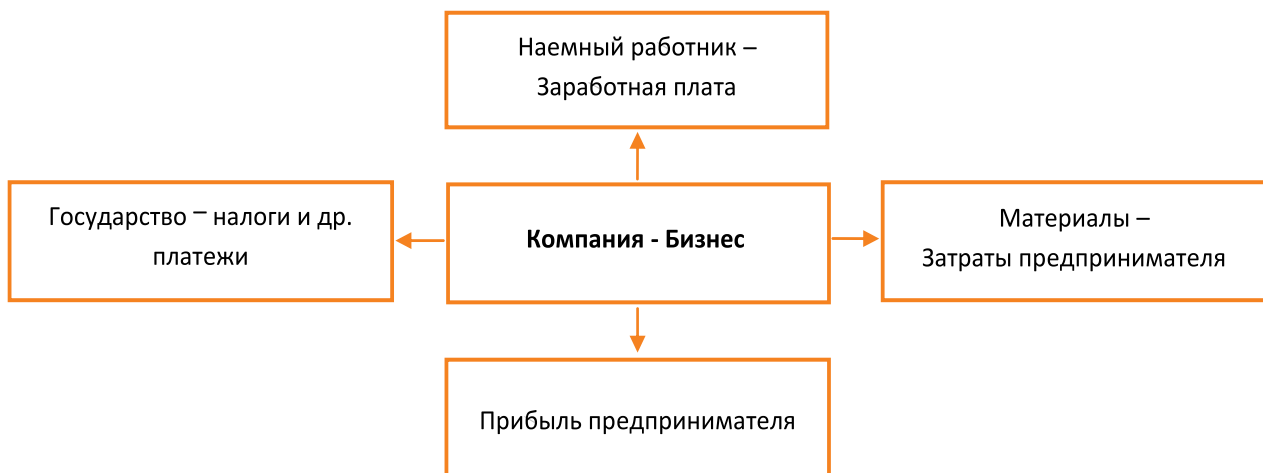 Наемный работник –
Заработная плата
Государство – налоги и др.
платежи
Компания - Бизнес
Материалы –
Затраты предпринимателя
Прибыль предпринимателя